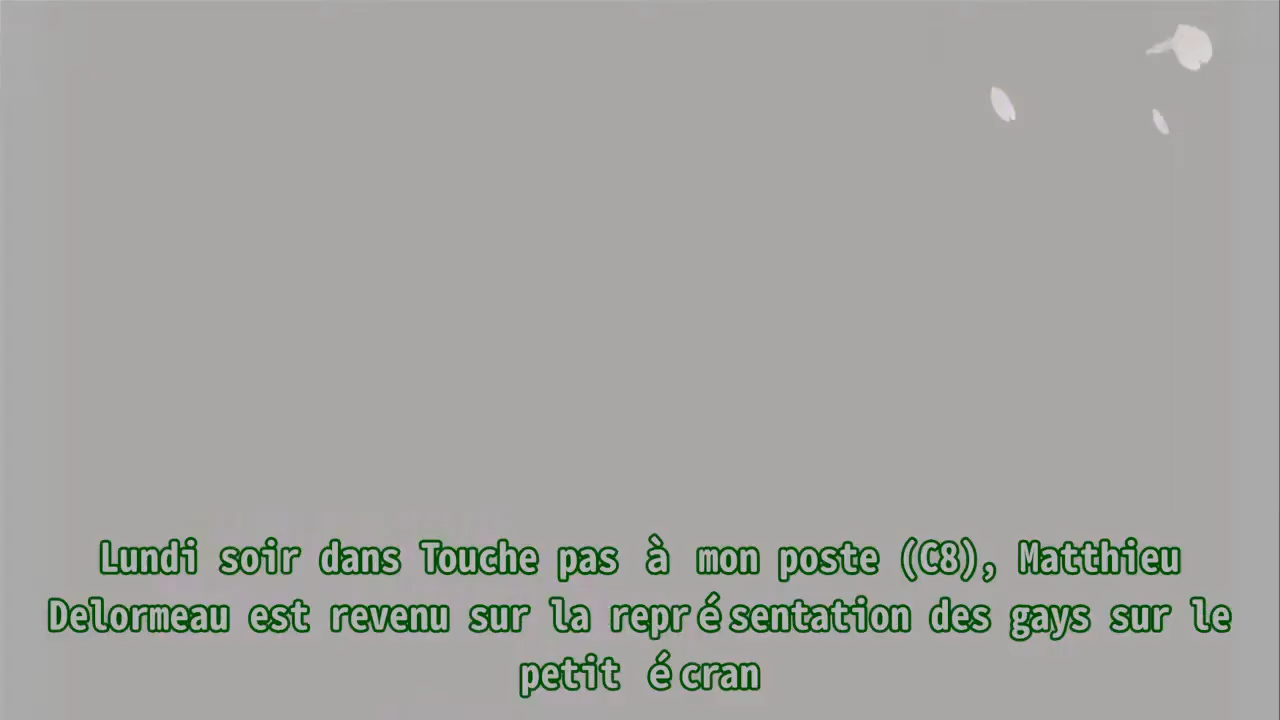 Lundi soir dans Touche pas à mon poste (C8), Matthieu
Delormeau est revenu sur la représentation des gays sur le
petit écran